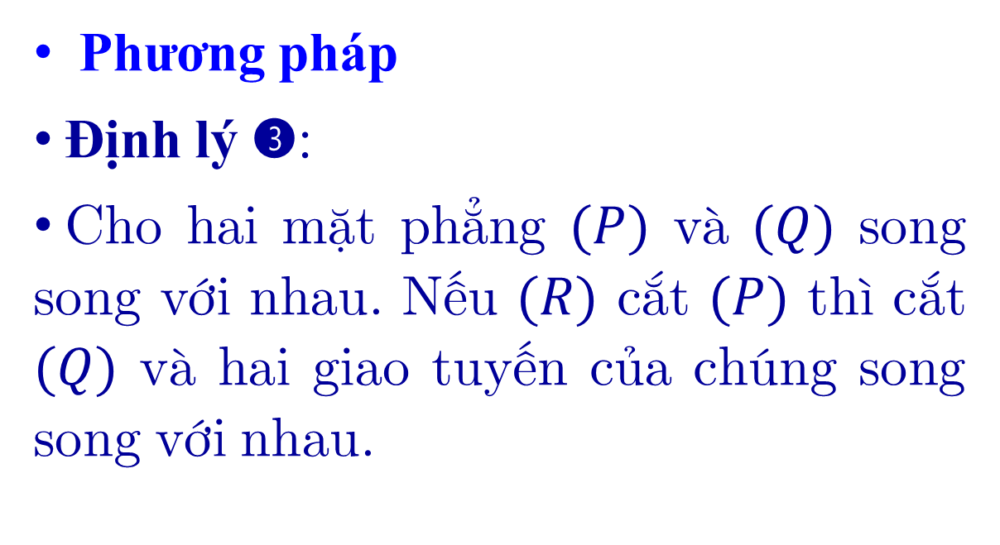 • Phương pháp
• Định lý ❸:
• Cho hai mặt phẳng (𝑃) và (𝑄) song
song với nhau. Nếu (𝑅) cắt (𝑃) thì cắt
(𝑄) và hai giao tuyến của chúng song
song với nhau.